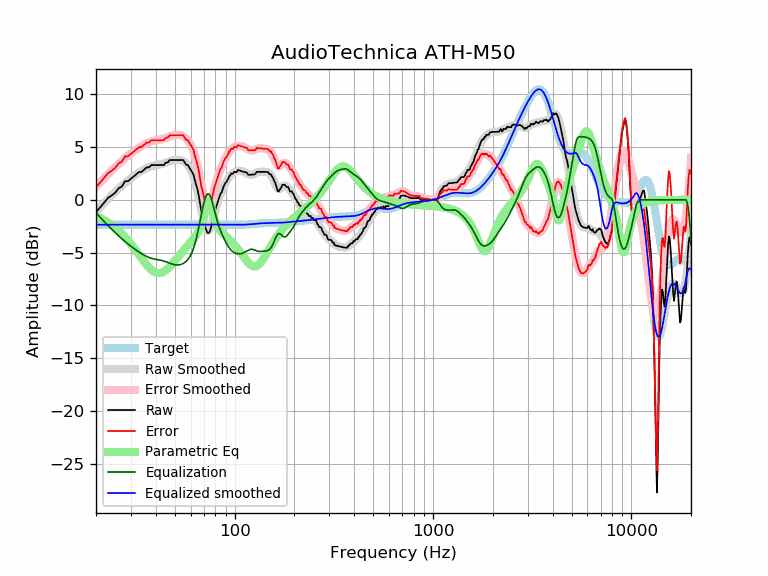 AudioTechnica ATH-M50
10
5
0
−5
−10
−15
−20
−25
Amplitude (dBr)
Target
Raw Smoothed
Error Smoothed
Raw
Error
Parametric Eq
Equalization
Equalized smoothed
100 1000 10000
Frequency (Hz)